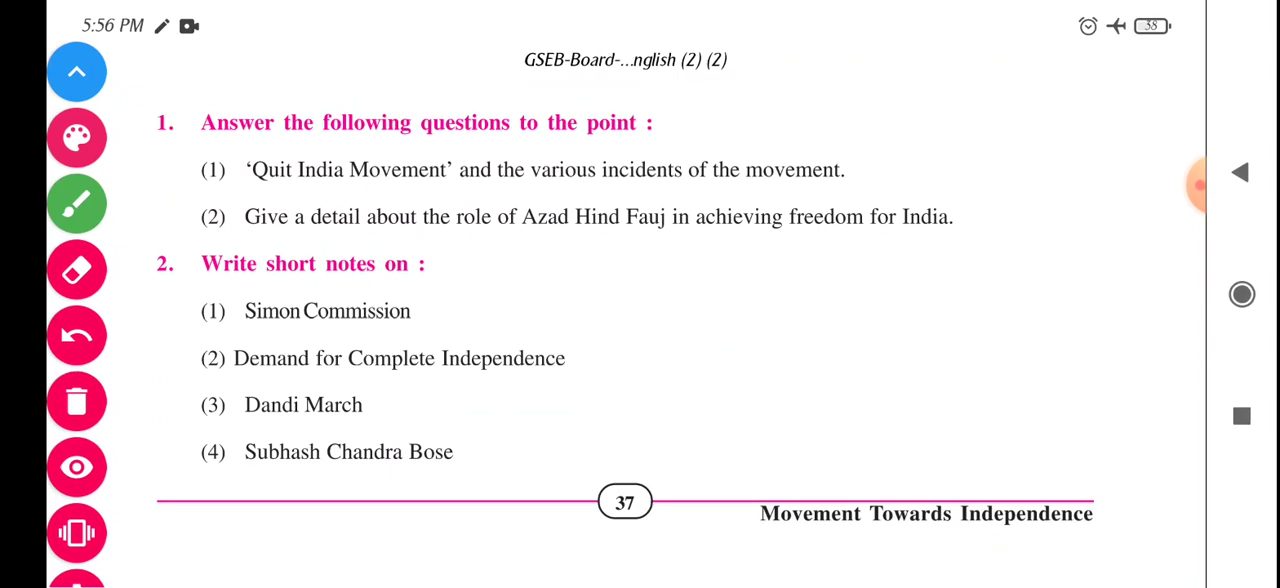 5:56 PM
38
GSEB-Board-...nglish (2) (2)
1. Answer the following questions to the point :
(1) ‘Quit India Movement’ and the various incidents of the movement.
(2) Give a detail about the role of Azad Hind Fauj in achieving freedom for India.
2. Write short notes on :
(1) Simon Commission
(2) Demand for Complete Independence
(3) Dandi March
(4) Subhash Chandra Bose
37
Movement Towards Independence